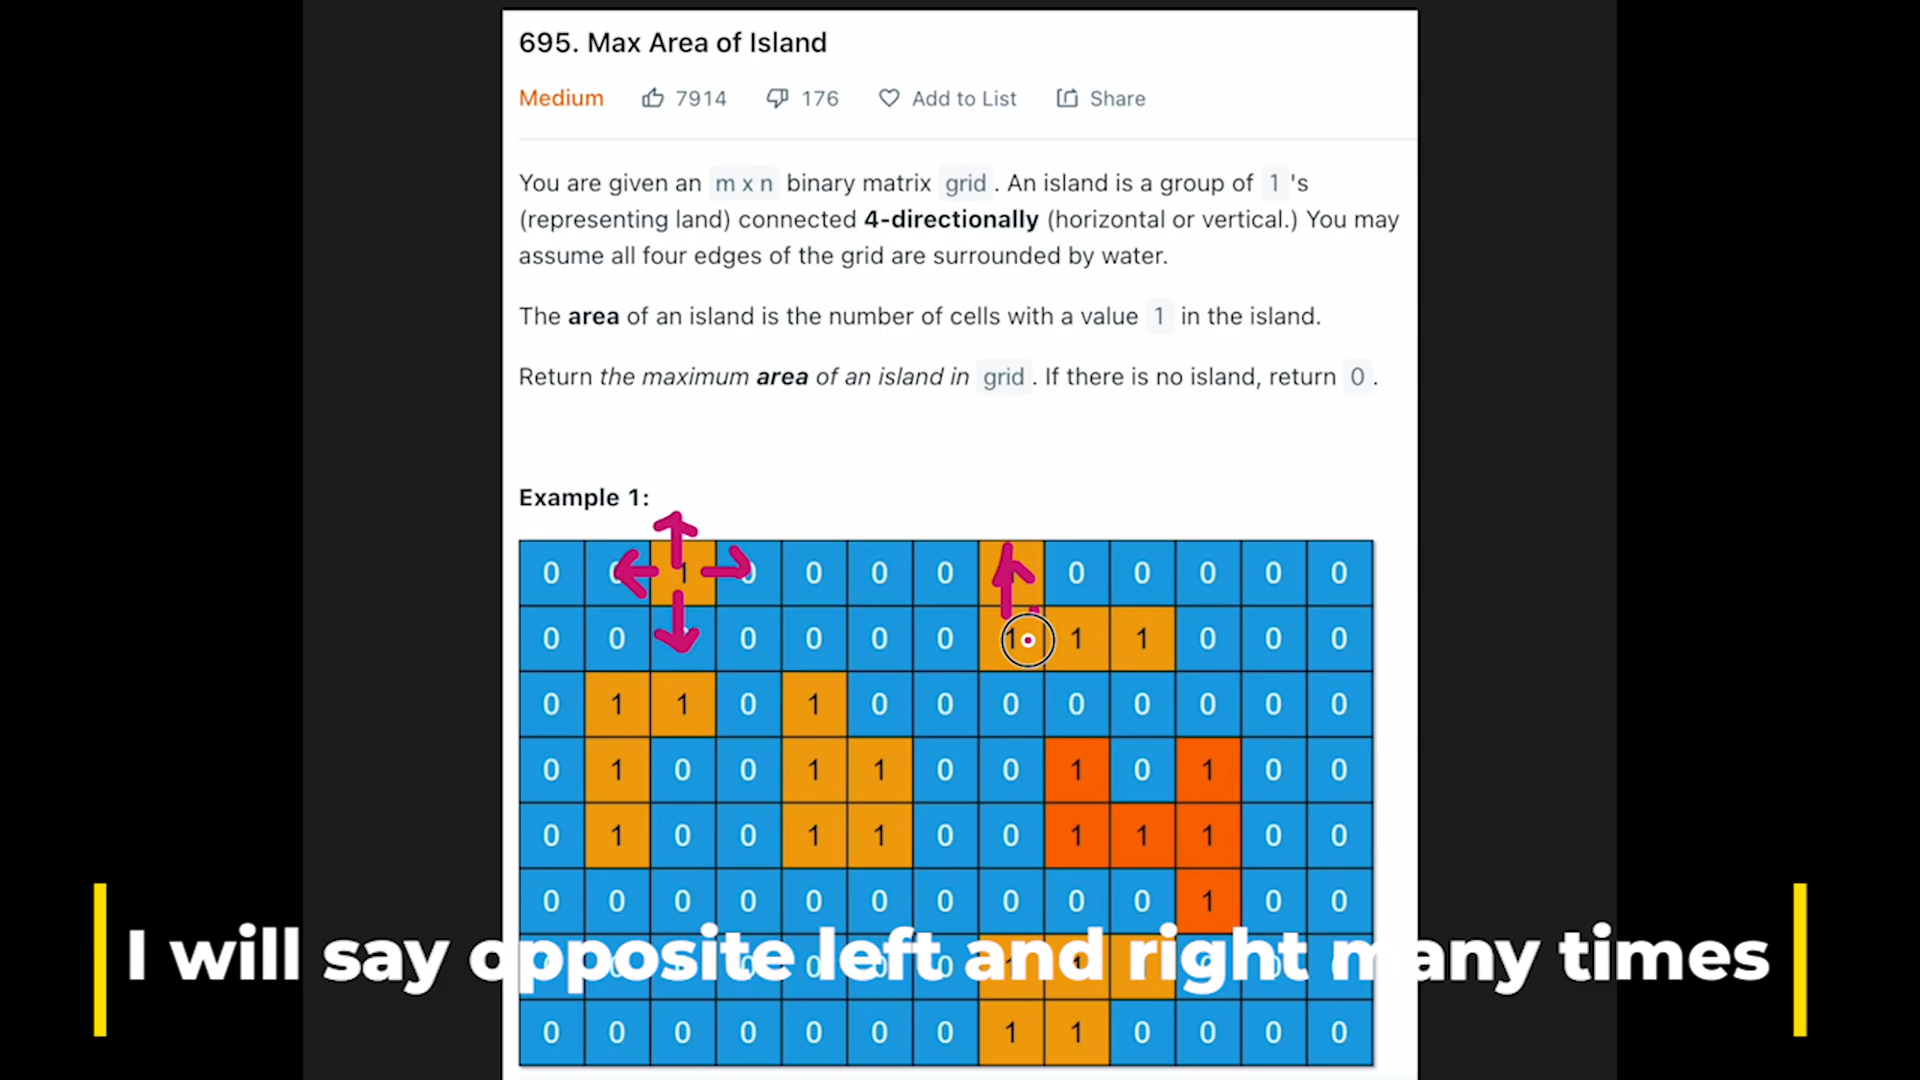 695. Max Area of Island
Medium 7914 176 Add to List Share
You are given an m x n binary matrix grid . An island is a group of 1 's
(representing land) connected 4-directionally (horizontal or vertical.) You may
assume all four edges of the grid are surrounded by water.
The area of an island is the number of cells with a value 1 in the island.
Return the maximum area of an island in grid . If there is no island, return 0 .
Example 1:
0 0 1 0 0 0 0 0 0 0 0 0
0 0 0 0 0 0 1 1 1 0 0 0
0 1 1 0 1 0 0 0 0 0 0 0 0
0 1 0 0 1 1 0 0 1 0 1 0 0
0 1 0 0 1 1 0 0 1 1 1 0 0
0 0 0 0 0 0 0 0 0 0 1 0 0
I will say opposite left and right many times
0 0 0 0 0 0 0 1 1 0 0 0 0